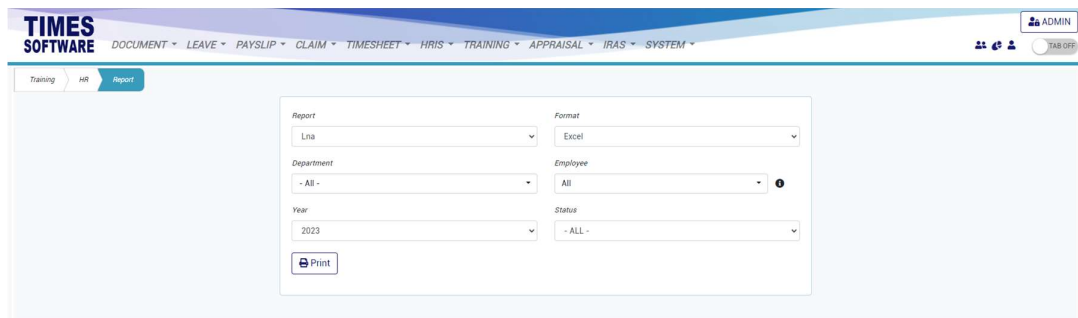 TIMES
SOFTWARE
DOCUMENT LEAVE PAYSLIP CLAIM TIMESHEET HRIS TRAINING APPRAISAL IRAS SYSTEM
ADMIN
TAB OFF
Training HR Report
Report Format
Lna Excel
Department Employee
- All - All
Year Status
2023 - ALL -
Print